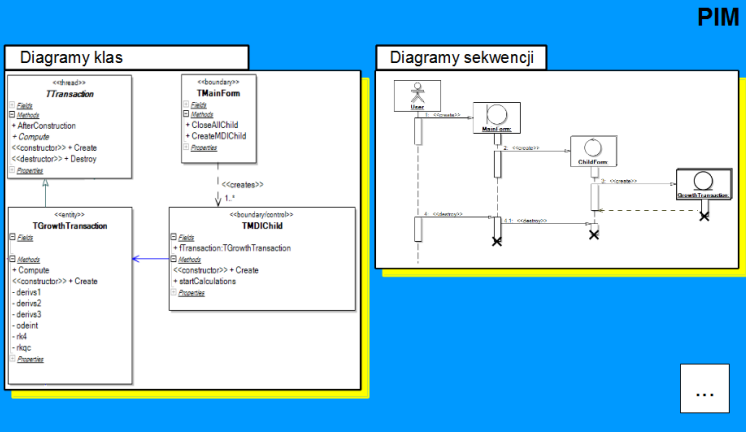 PIM
Diagramy klas
<<thread>>
TTransaction
Fields
Methods
+ AfterConstruction
+ Compute
<<constructor>> + Create
<<destructor>> + Destroy
Properties
<<boundary>>
TMainForm
Fields
Methods
+ CloseAllChild
+ CreateMDIChild
Properties
<<creates>>
1..*
<<entity>>
TGrowthTransaction
Fields
Methods
+ Compute
<<constructor>> + Create
- derivs1
- derivs2
- derivs3
- odeint
- rk4
- rkqc
Properties
<<boundary/control>>
TMDIChild
Fields
+ fTransaction:TGrowthTransaction
Methods
<<constructor>> + Create
+ startCalculations
Properties
Diagramy sekwencji
User
1: <<create>>
MainForm:
2: <<create>>
ChildForm:
3: <<create>>
GrowthTransaction:
4: <<destroy>>
4.1: <<destroy>>
...